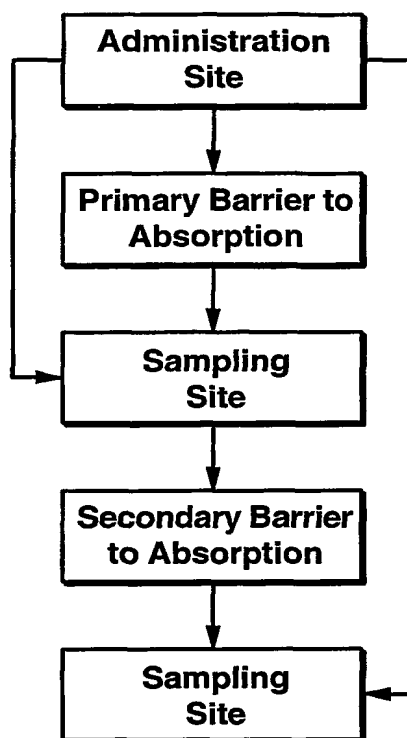 Administration
Site
Primary Barrier to
Absorption
Sampling
Site
Secondary Barrier
to Absorption
Sampling
Site